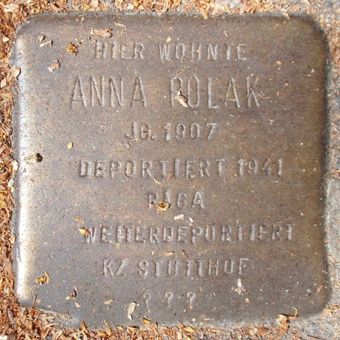 HIER WOHNTE
ANNA POLAK
JG. 1907
DEPORTIERT 1941
RIGA
WEITERDEPORTIERT
KZ STUTTHOF
? ? ?